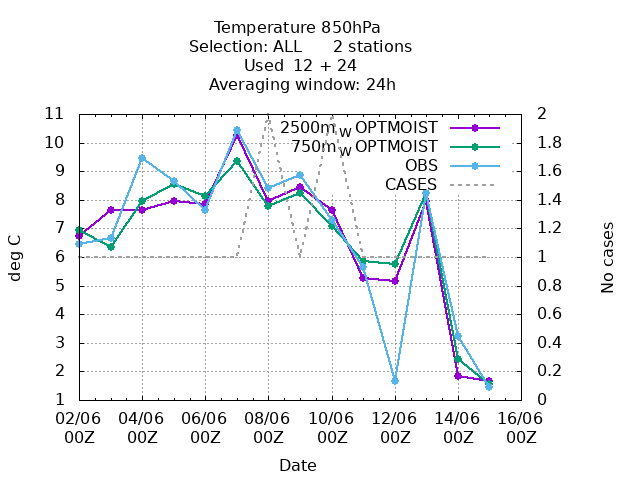 Temperature 850hPa
Selection: ALL 2 stations
Used 12 + 24
Averaging window: 24h
11 2
10 1.8
9 1.6
8 1.4
7 1.2
6 1
5 0.8
4 0.6
3 0.4
2 0.2
1 0
2500m_W OPTMOIST
750m_W OPTMOIST
OBS
CASES
deg C
No cases
02/06 04/06 06/06 08/06 10/06 12/06 14/06 16/06
00Z 00Z 00Z 00Z 00Z 00Z 00Z 00Z
Date